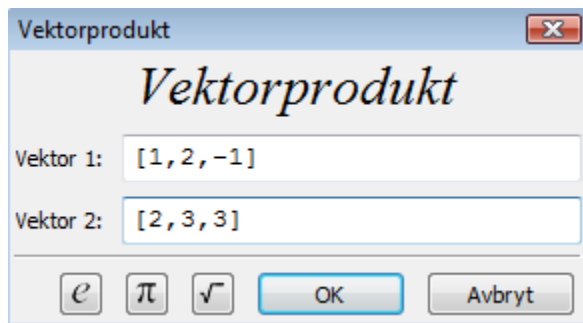 Vektorprodukt
Vektorprodukt
Vektor 1: [1,2,-1]
Vektor 2: [2,3,3]
e π √ OK Avbryt